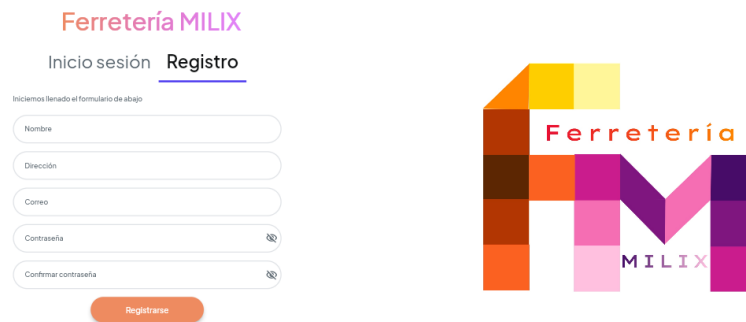 Ferretería MILIX
Inicio sesión Registro
Iniciemos llenado el formulario de abajo
Nombre
Dirección
Correo
Contraseña
Confirmar contraseña
Registrarse
Ferretería
MILIX